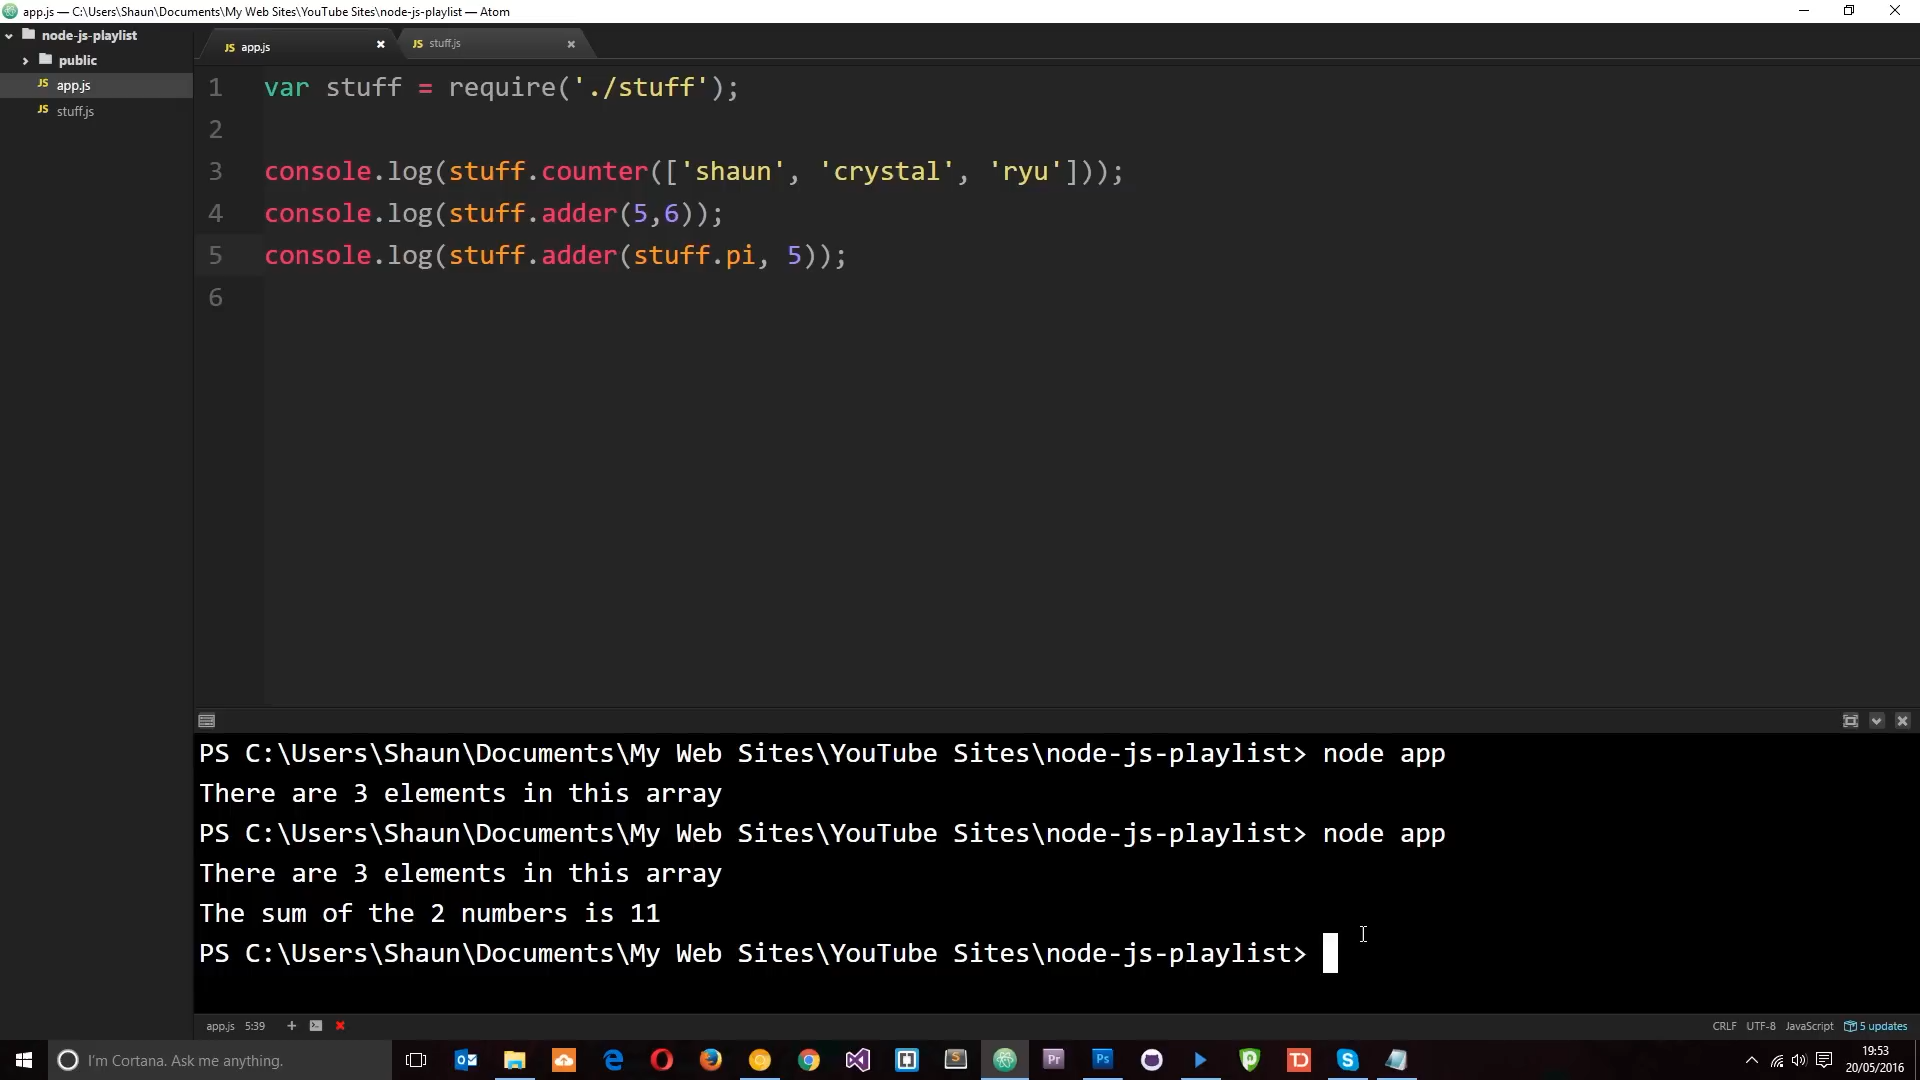 app.js — C:\Users\Shaun\Documents\My Web Sites\YouTube Sites\node-js-playlist — Atom
node-js-playlist
public
JS app.js
JS stuff.js
JS app.js
JS stuff.js
1 var stuff = require('./stuff');
2
3 console.log(stuff.counter(['shaun', 'crystal', 'ryu']));
4 console.log(stuff.adder(5,6));
5 console.log(stuff.adder(stuff.pi, 5));
6
PS C:\Users\Shaun\Documents\My Web Sites\YouTube Sites\node-js-playlist> node app
There are 3 elements in this array
PS C:\Users\Shaun\Documents\My Web Sites\YouTube Sites\node-js-playlist> node app
There are 3 elements in this array
The sum of the 2 numbers is 11
PS C:\Users\Shaun\Documents\My Web Sites\YouTube Sites\node-js-playlist>
app.js 5:39
CRLF UTF-8 JavaScript 5 updates
I'm Cortana. Ask me anything.
Pr
Ps
TD
19:53
20/05/2016